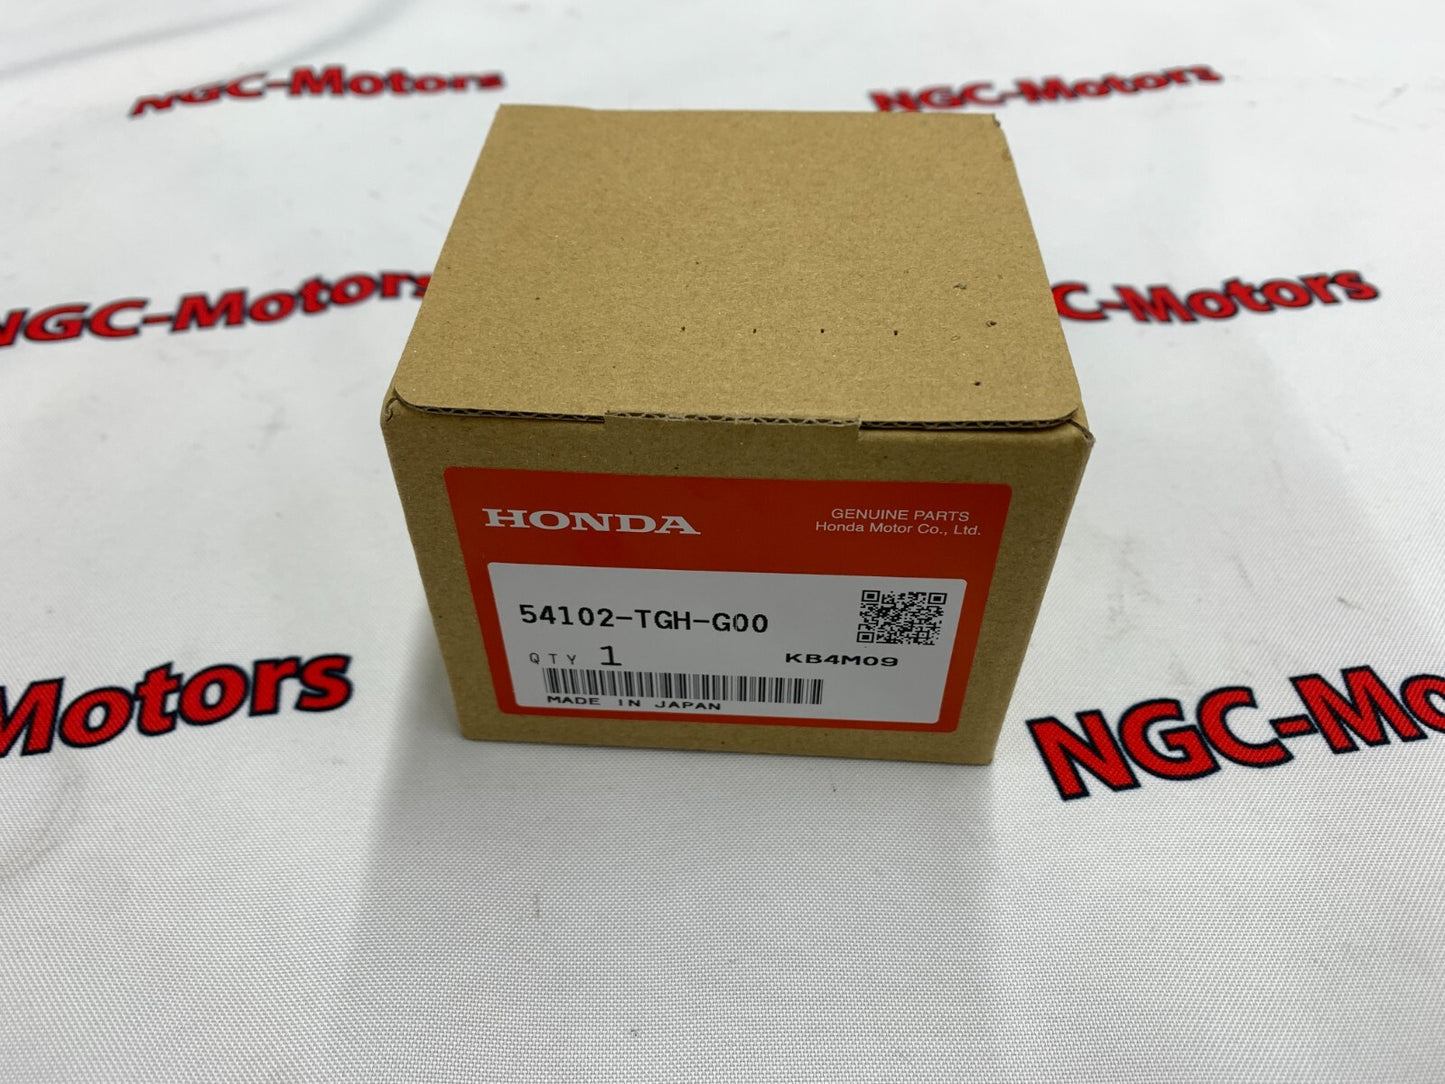 NGC-Motors
NGC-Motors
NGC-Motors
C-Motors
HONDA
GENUINE PARTS
Honda Motor Co., Ltd.
54102-TGH-G00
QTY 1
KB4M09
MADE IN JAPAN
Motors
NGC-Mo